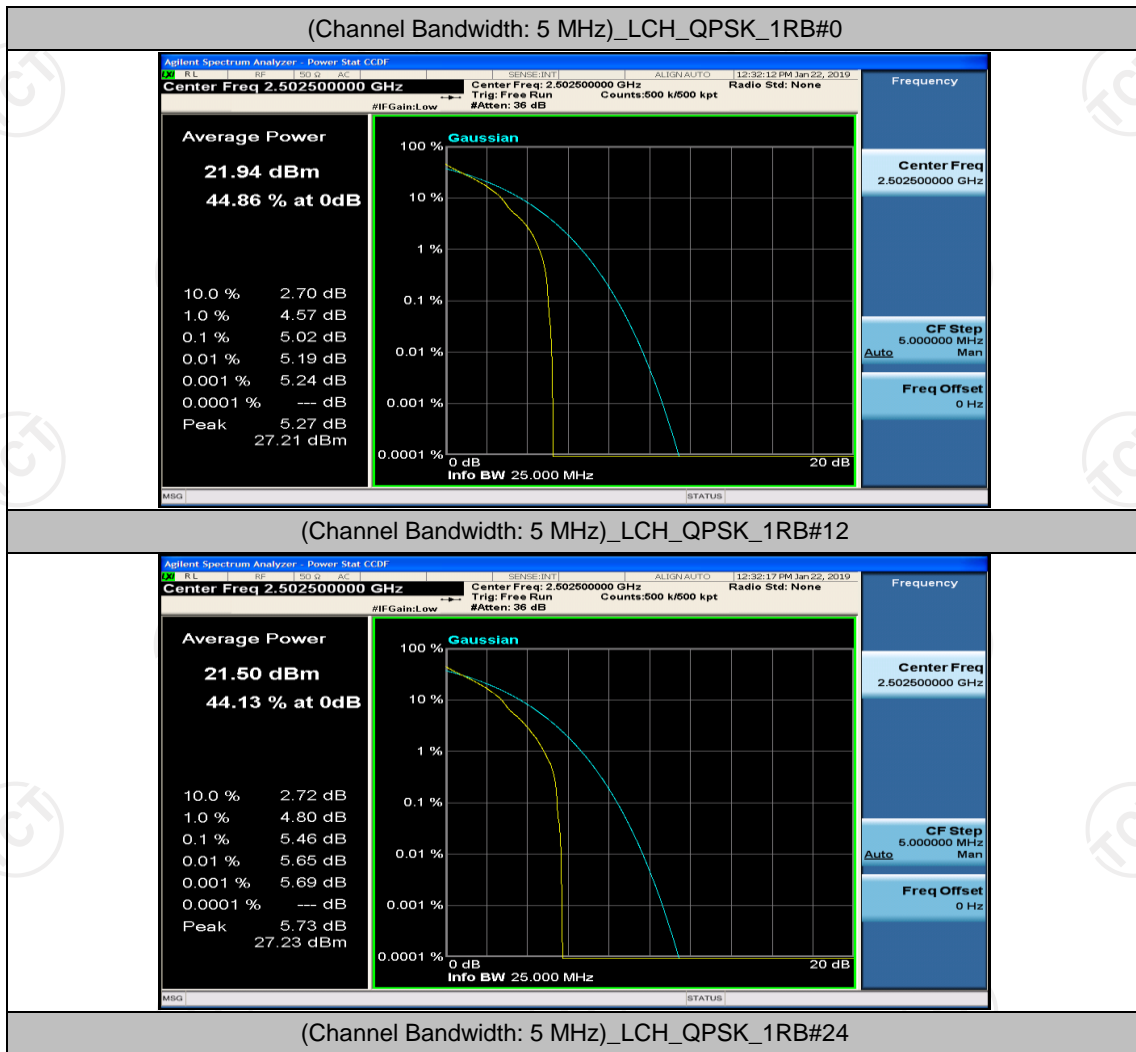 (Channel Bandwidth: 5 MHz)_LCH_QPSK_1RB#0
Agilent Spectrum Analyzer - Power Stat CCDF
LXI RL RF 50 Ω AC SENSE:INT ALIGN AUTO 12:32:12 PM Jan 22, 2019
Center Freq 2.502500000 GHz
Center Freq: 2.502500000 GHz Radio Std: None
Trig: Free Run Counts:500 k/500 kpt
#IFGain:Low #Atten: 36 dB
Frequency
Average Power
21.94 dBm
44.86 % at 0dB
10.0 % 2.70 dB
1.0 % 4.57 dB
0.1 % 5.02 dB
0.01 % 5.19 dB
0.001 % 5.24 dB
0.0001 % --- dB
Peak 5.27 dB
27.21 dBm
Gaussian
100 %
10 %
1 %
0.1 %
0.01 %
0.001 %
0.0001 %
0 dB 20 dB
Info BW 25.000 MHz
Center Freq
2.502500000 GHz
CF Step
5.000000 MHz
Auto Man
Freq Offset
0 Hz
MSG STATUS
(Channel Bandwidth: 5 MHz)_LCH_QPSK_1RB#12
Agilent Spectrum Analyzer - Power Stat CCDF
LXI RL RF 50 Ω AC SENSE:INT ALIGN AUTO 12:32:17 PM Jan 22, 2019
Center Freq 2.502500000 GHz
Center Freq: 2.502500000 GHz Radio Std: None
Trig: Free Run Counts:500 k/500 kpt
#IFGain:Low #Atten: 36 dB
Frequency
Average Power
21.50 dBm
44.13 % at 0dB
10.0 % 2.72 dB
1.0 % 4.80 dB
0.1 % 5.46 dB
0.01 % 5.65 dB
0.001 % 5.69 dB
0.0001 % --- dB
Peak 5.73 dB
27.23 dBm
Gaussian
100 %
10 %
1 %
0.1 %
0.01 %
0.001 %
0.0001 %
0 dB 20 dB
Info BW 25.000 MHz
Center Freq
2.502500000 GHz
CF Step
5.000000 MHz
Auto Man
Freq Offset
0 Hz
MSG STATUS
(Channel Bandwidth: 5 MHz)_LCH_QPSK_1RB#24